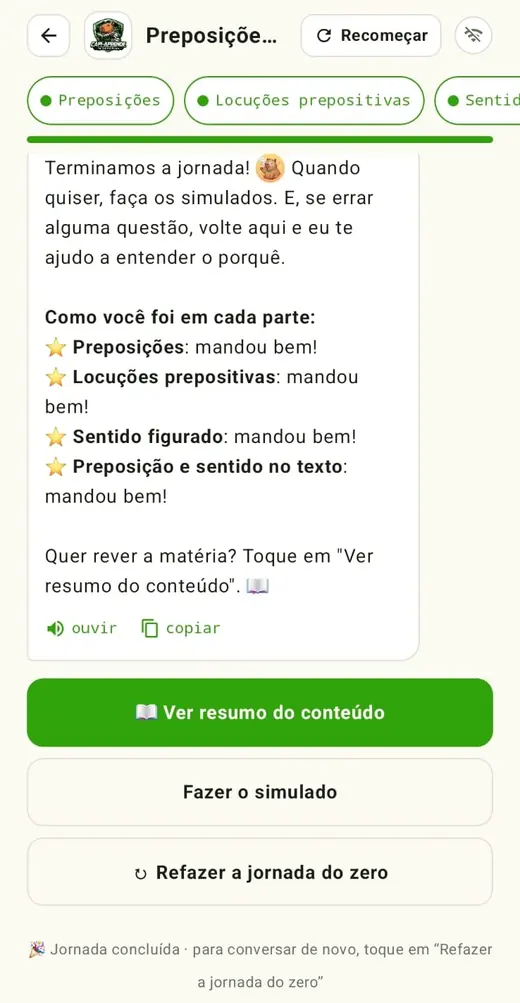 Preposiçõe...
Recomeçar
Preposições
Locuções prepositivas
Sentid
Terminamos a jornada! Quando
quiser, faça os simulados. E, se errar
alguma questão, volte aqui e eu te
ajudo a entender o porquê.
Como você foi em cada parte:
⭐ Preposições: mandou bem!
⭐ Locuções prepositivas: mandou
bem!
⭐ Sentido figurado: mandou bem!
⭐ Preposição e sentido no texto:
mandou bem!
Quer rever a matéria? Toque em "Ver
resumo do conteúdo". 📖
ouvir
copiar
📖 Ver resumo do conteúdo
Fazer o simulado
↻ Refazer a jornada do zero
🎉 Jornada concluída · para conversar de novo, toque em “Refazer
a jornada do zero”